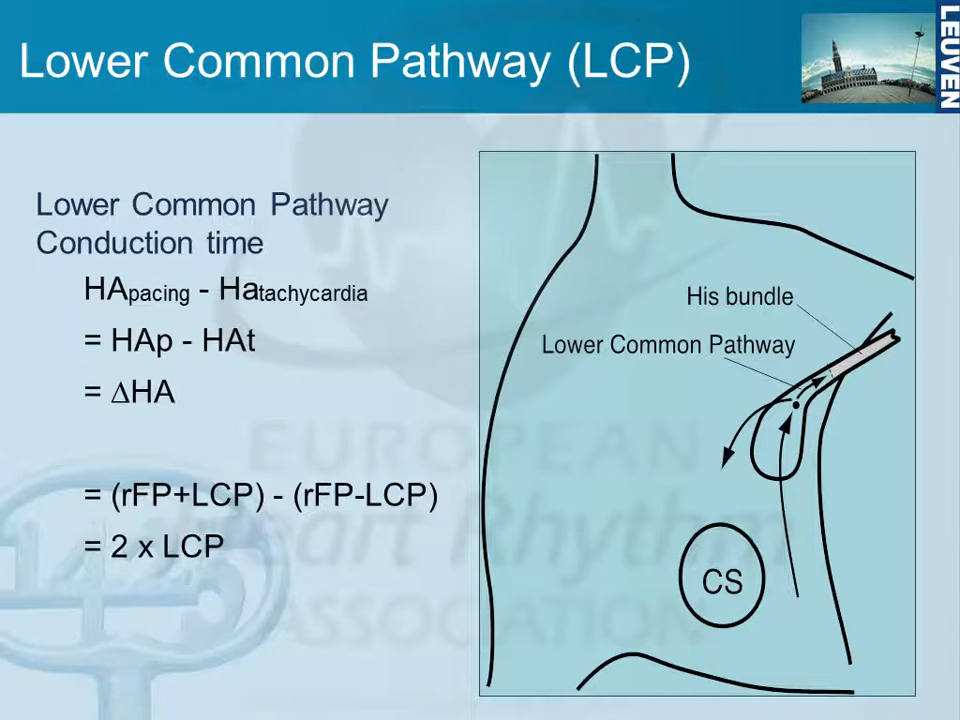 Lower Common Pathway (LCP)
LEUVEN
Lower Common Pathway
Conduction time
HApacing - Hatachycardia
= HAp - HAt
= ∆HA
= (rFP+LCP) - (rFP-LCP)
= 2 x LCP
His bundle
Lower Common Pathway
CS
EUROPEAN
Heart Rhythm
ASSOCIATION